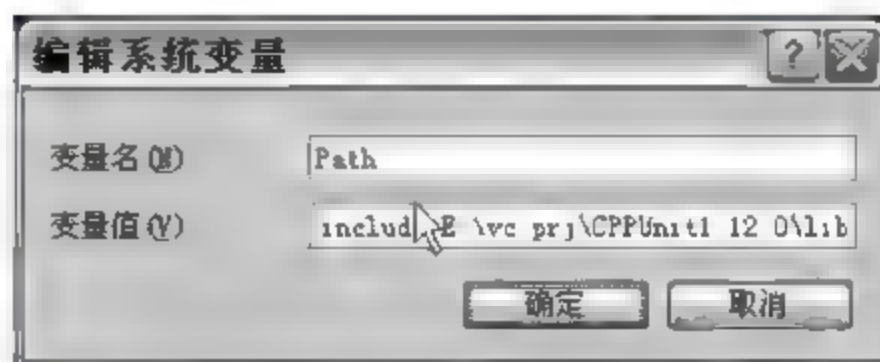 编辑系统变量
变量名(N)
Path
变量值(V)
includ E \vc prj\CPPUnit1 12 0\lib
确定
取消